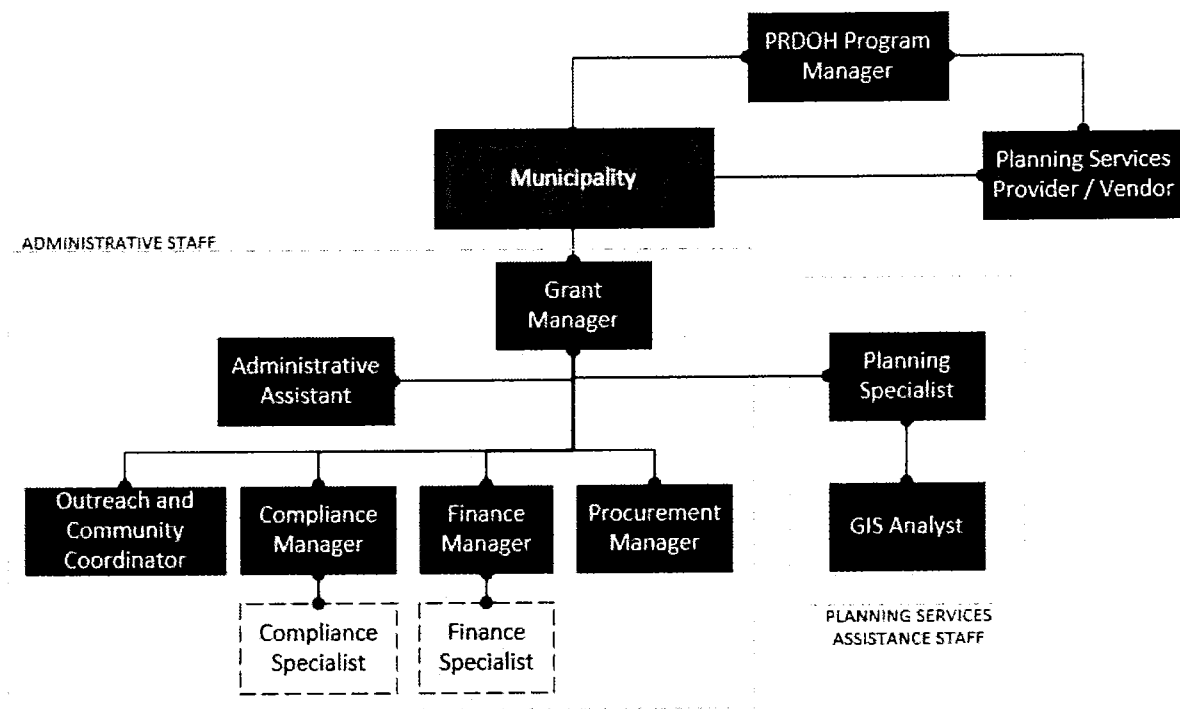 PRDOH Program
Manager
Municipality
Planning Services
Provider / Vendor
ADMINISTRATIVE STAFF
Grant
Manager
Administrative
Assistant
Planning
Specialist
Outreach and
Community
Coordinator
Compliance
Manager
Finance
Manager
Procurement
Manager
GIS Analyst
Compliance
Specialist
Finance
Specialist
PLANNING SERVICES
ASSISTANCE STAFF